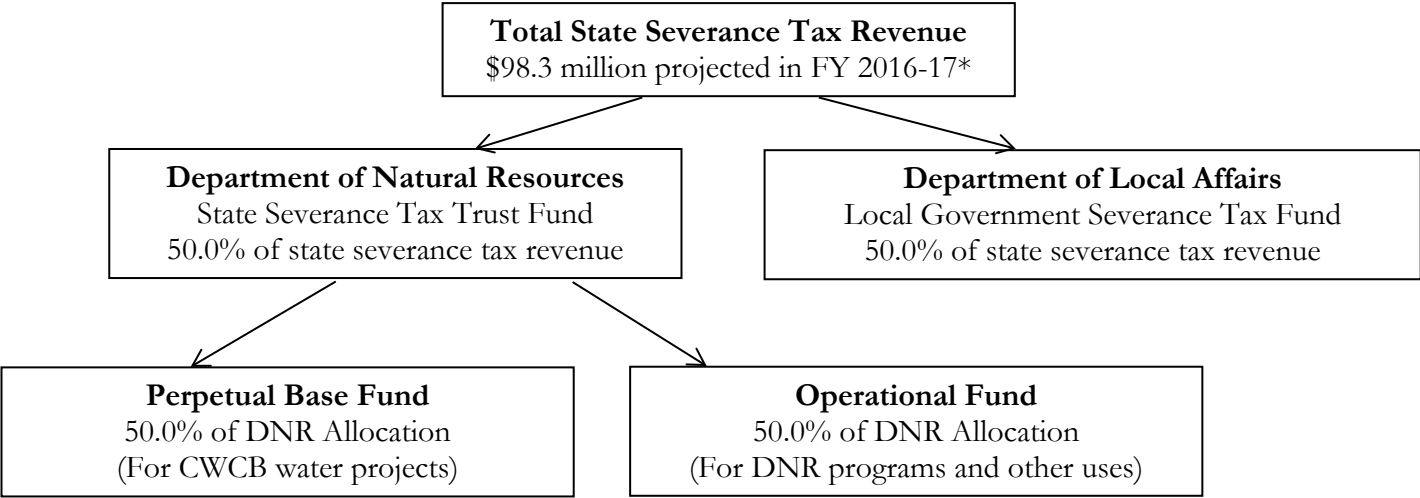 Total State Severance Tax Revenue
$98.3 million projected in FY 2016-17*
Department of Natural Resources
State Severance Tax Trust Fund
50.0% of state severance tax revenue
Department of Local Affairs
Local Government Severance Tax Fund
50.0% of state severance tax revenue
Perpetual Base Fund
50.0% of DNR Allocation
(For CWCB water projects)
Operational Fund
50.0% of DNR Allocation
(For DNR programs and other uses)